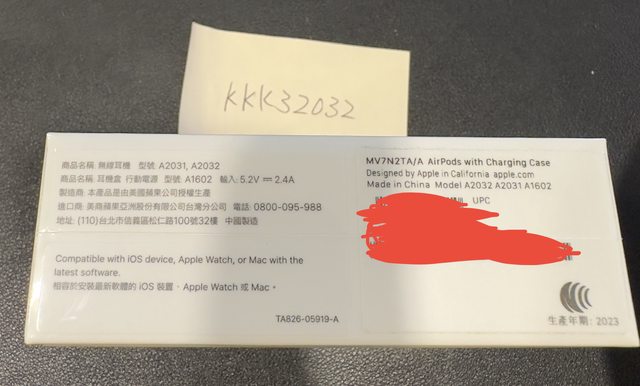 KKK32032
商品名稱: 無線耳機 型號: A2031, A2032
商品名稱: 耳機盒 行動電源 型號: A1602 輸入: 5.2V ⎓ 2.4A
製造商: 本產品是由美國蘋果公司授權生產
進口商: 美商蘋果亞洲股份有限公司台灣分公司 電話: 0800-095-988
地址: (110)台北市信義區松仁路100號32樓 中國製造
Compatible with iOS device, Apple Watch, or Mac with the
latest software.
相容於安裝最新軟體的 iOS 裝置、Apple Watch 或 Mac。
TA826-05919-A
MV7N2TA/A AirPods with Charging Case
Designed by Apple in California apple.com
Made in China Model A2032 A2031 A1602
UPC
生產年期: 2023